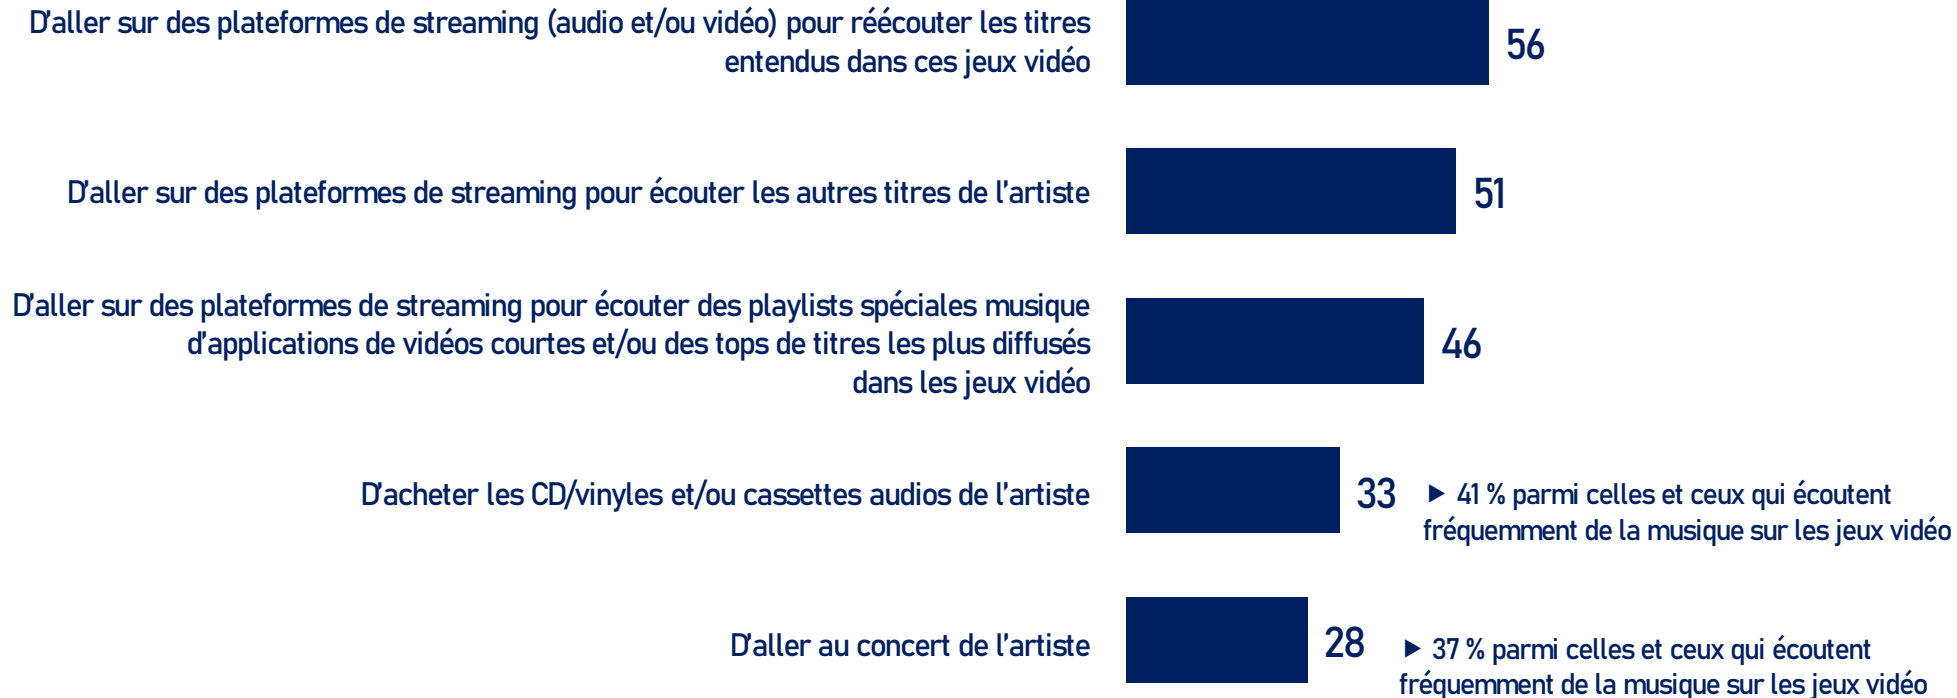 D'aller sur des plateformes de streaming (audio et/ou vidéo) pour réécouter les titres
entendus dans ces jeux vidéo
56
D'aller sur des plateformes de streaming pour écouter les autres titres de l'artiste
51
D'aller sur des plateformes de streaming pour écouter des playlists spéciales musique
d'applications de vidéos courtes et/ou des tops de titres les plus diffusés
dans les jeux vidéo
46
D'acheter les CD/vinyles et/ou cassettes audios de l'artiste
33
► 41 % parmi celles et ceux qui écoutent
fréquemment de la musique sur les jeux vidéo
D'aller au concert de l'artiste
28
► 37 % parmi celles et ceux qui écoutent
fréquemment de la musique sur les jeux vidéo